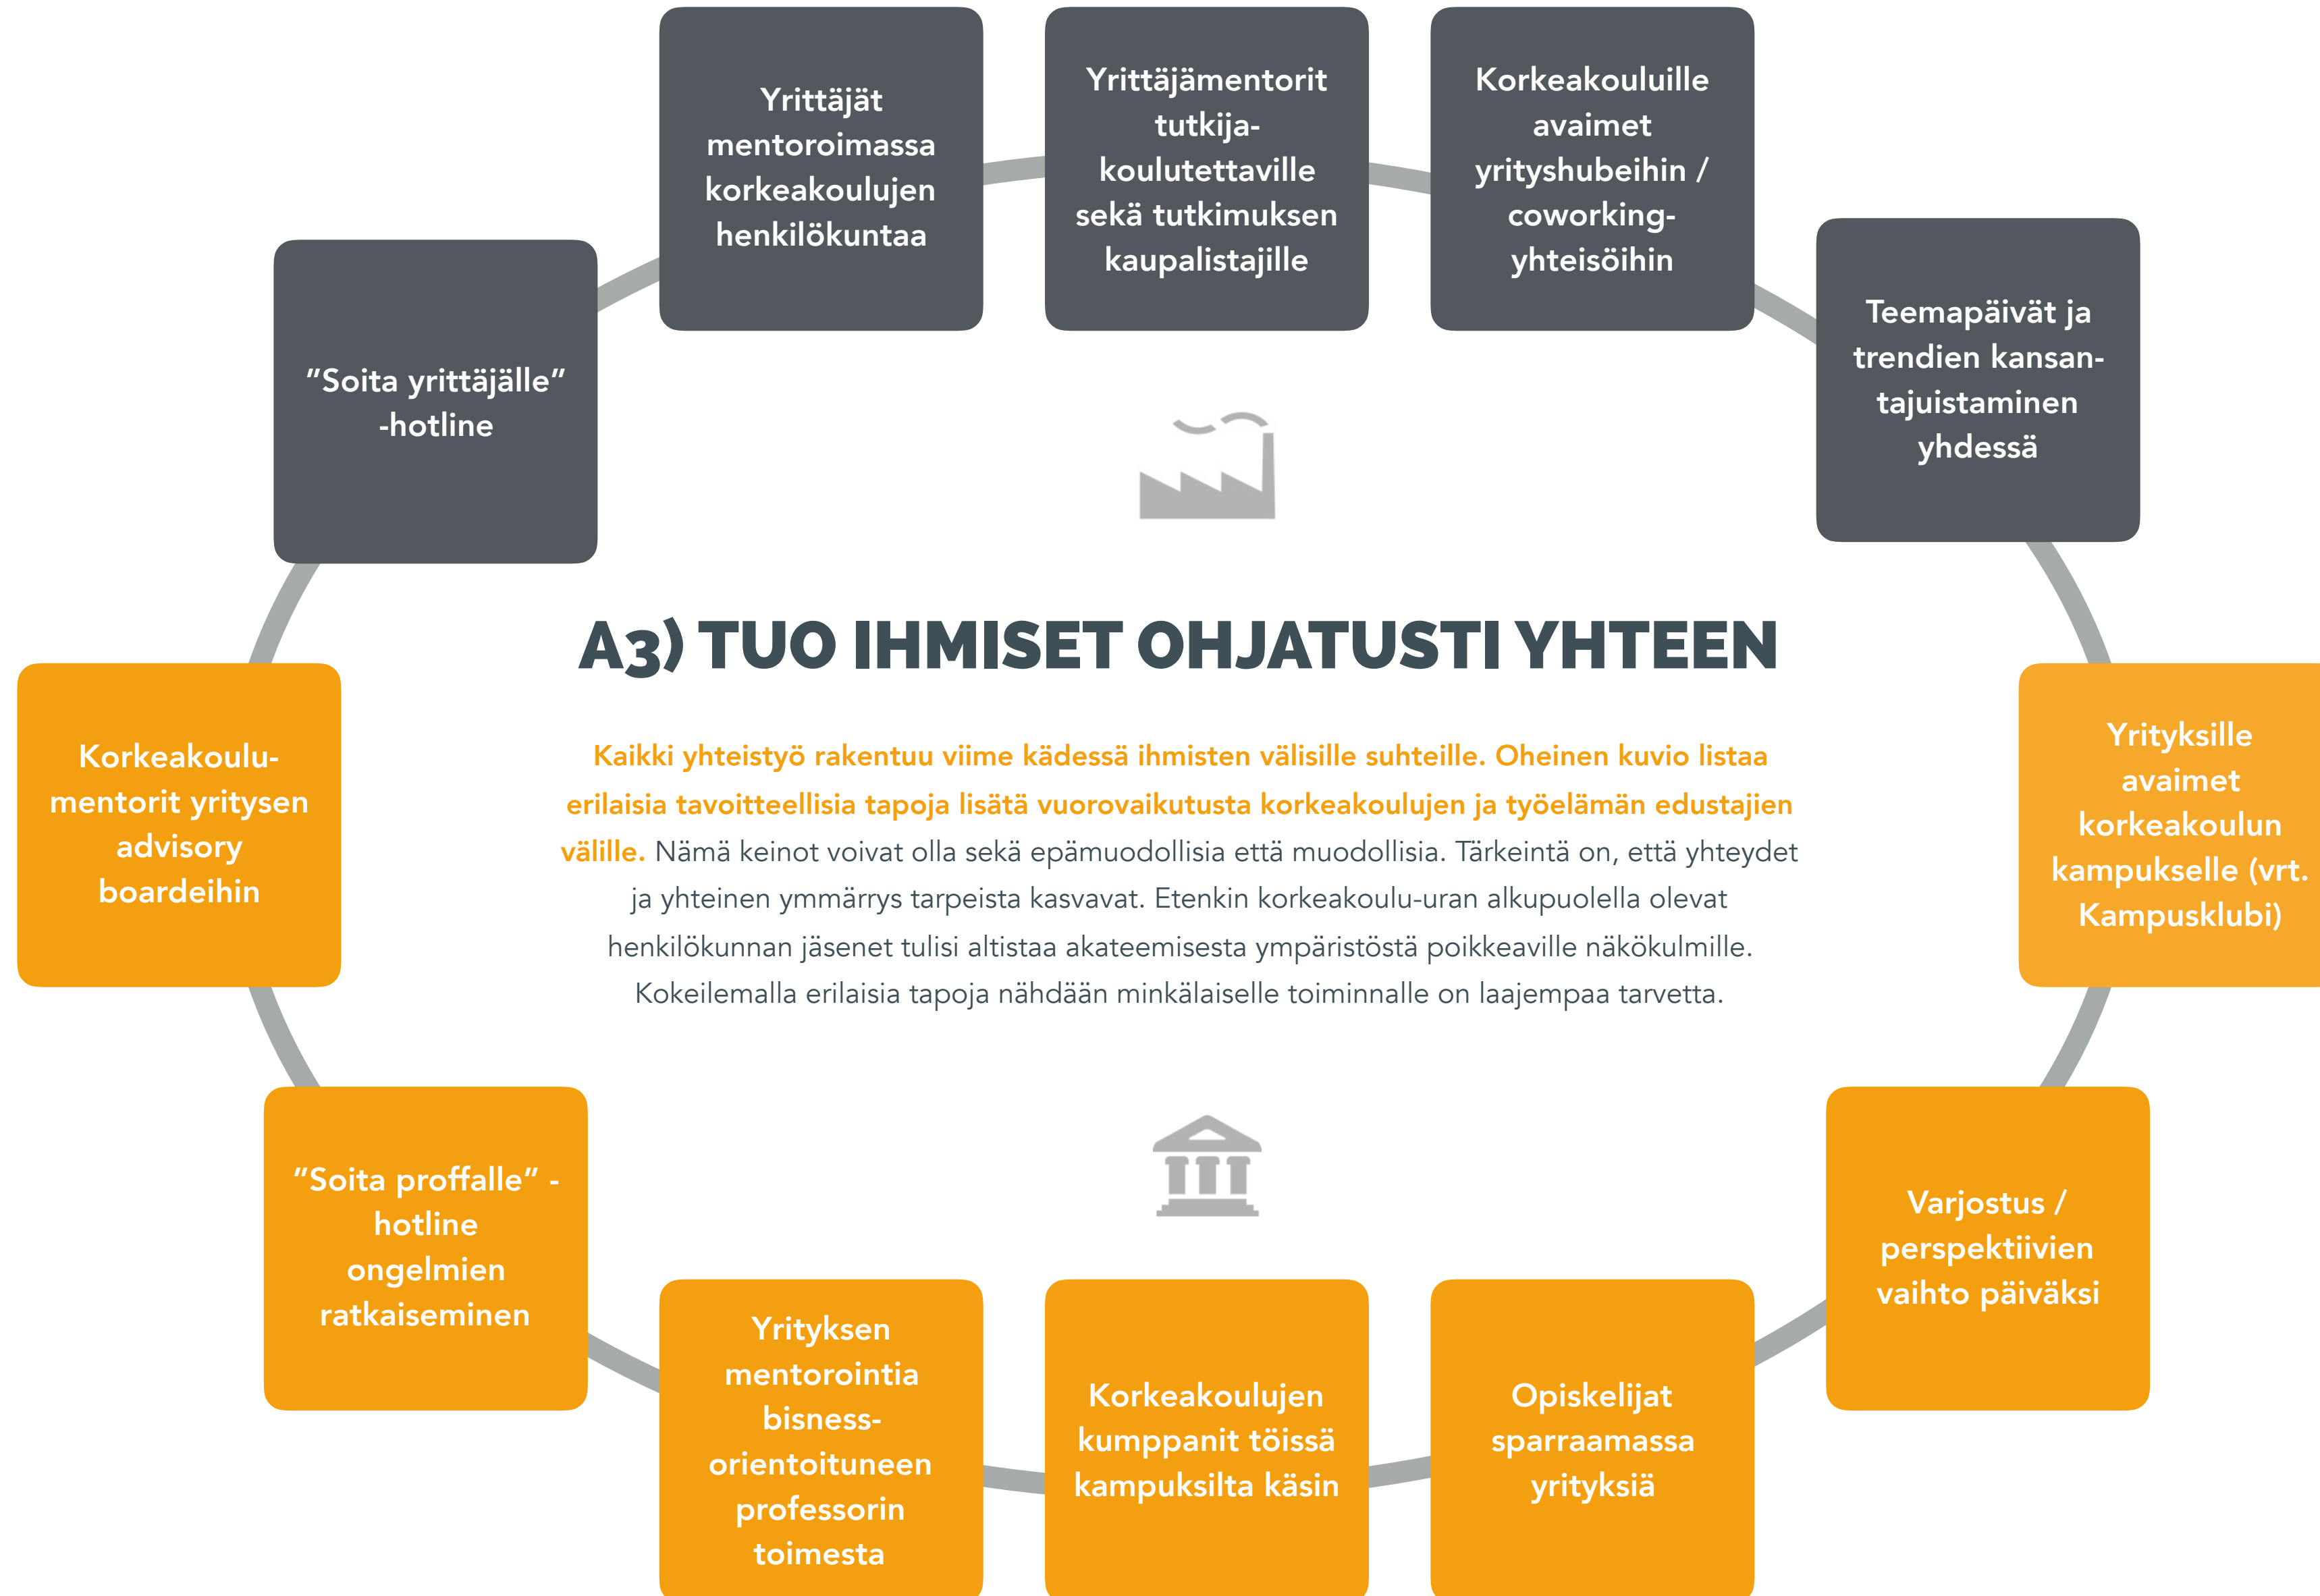 Yrittäjät
mentoroimassa
korkeakoulujen
henkilökuntaa
Yrittäjämentorit
tutkija-
koulutettaville
sekä tutkimuksen
kaupalistajille
Korkeakouluille
avaimet
yrityshubeihin /
coworking-
yhteisöihin
"Soita yrittäjälle"
-hotline
Teemapäivät ja
trendien kansan-
tajuistaminen
yhdessä
A3) TUO IHMISET OHJATUSTI YHTEEN
Kaikki yhteistyö rakentuu viime kädessä ihmisten välisille suhteille. Oheinen kuvio listaa
erilaisia tavoitteellisia tapoja lisätä vuorovaikutusta korkeakoulujen ja työelämän edustajien
välille. Nämä keinot voivat olla sekä epämuodollisia että muodollisia. Tärkeintä on, että yhteydet
ja yhteinen ymmärrys tarpeista kasvavat. Etenkin korkeakoulu-uran alkupuolella olevat
henkilökunnan jäsenet tulisi altistaa akateemisesta ympäristöstä poikkeaville näkökulmille.
Kokeilemalla erilaisia tapoja nähdään minkälaiselle toiminnalle on laajempaa tarvetta.
Korkeakoulu-
mentorit yritysen
advisory
boardeihin
Yrityksille
avaimet
korkeakoulun
kampukselle (vrt.
Kampusklubi)
"Soita proffalle" -
hotline
ongelmien
ratkaiseminen
Varjostus /
perspektiivien
vaihto päiväksi
Yrityksen
mentorointia
bisness-
orientoituneen
professorin
toimesta
Korkeakoulujen
kumppanit töissä
kampuksilta käsin
Opiskelijat
sparraamassa
yrityksiä